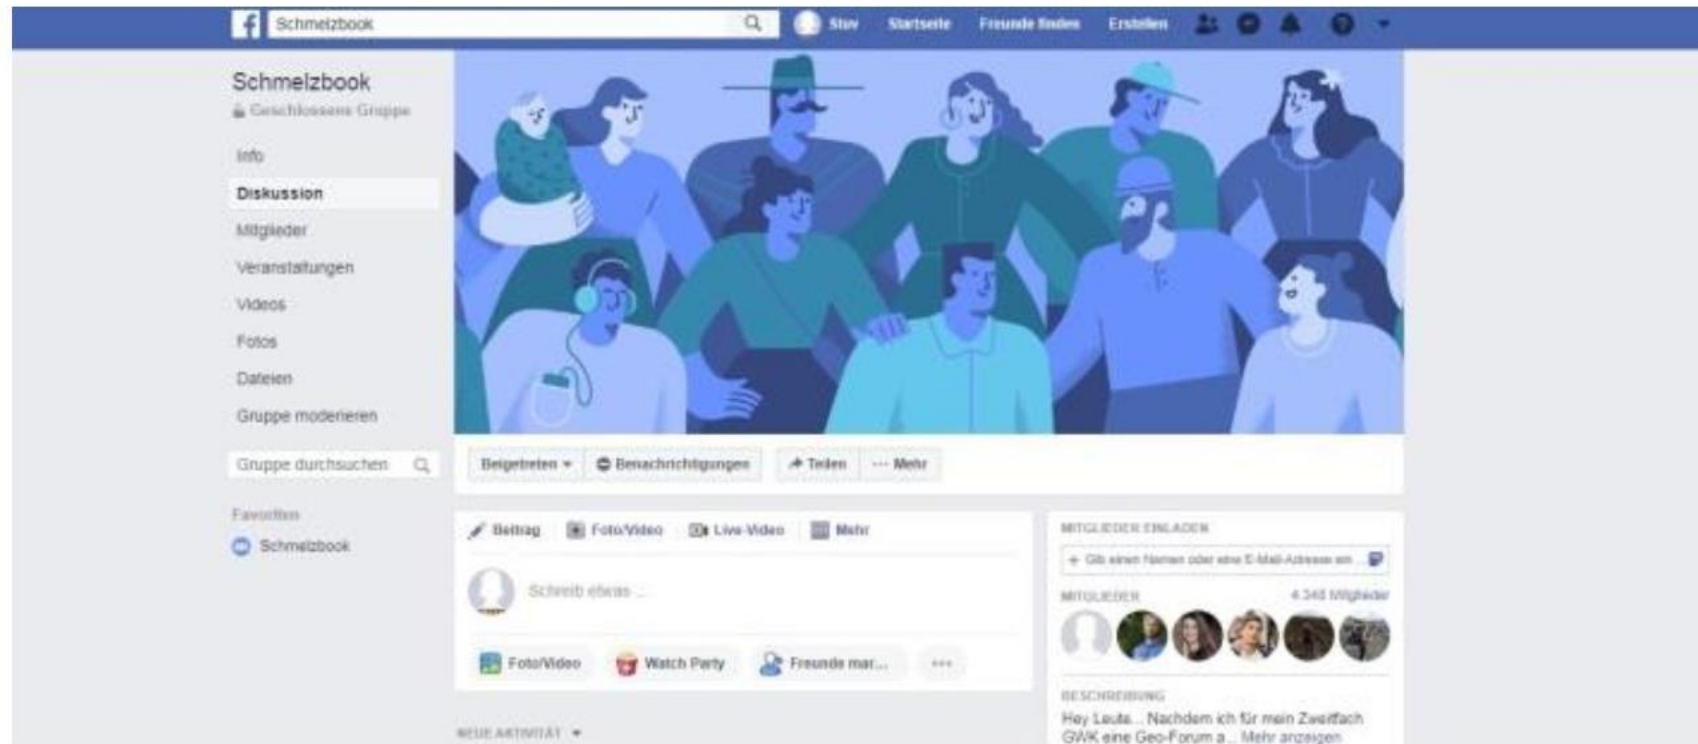 Schmelzbook
Stuv Startseite Freunde finden Erstellen
Schmelzbook
Geschlossene Gruppe
Info
Diskussion
Mitglieder
Veranstaltungen
Videos
Fotos
Dateien
Gruppe moderieren
Gruppe durchsuchen
Favoriten
Schmelzbook
Beigetreten Benachrichtigungen Teilen ··· Mehr
Beitrag Foto/Video Live-Video Mehr
Schreib etwas ...
Foto/Video Watch Party Freunde mar...
NEUE AKTIVITÄT
MITGLIEDER EINLADEN
+ Gib einen Namen oder eine E-Mail-Adresse ein ...
MITGLIEDER 4.348 Mitglieder
BESCHREIBUNG
Hey Leute... Nachdem ich für mein Zweitfach
GWK eine Geo-Forum a... Mehr anzeigen